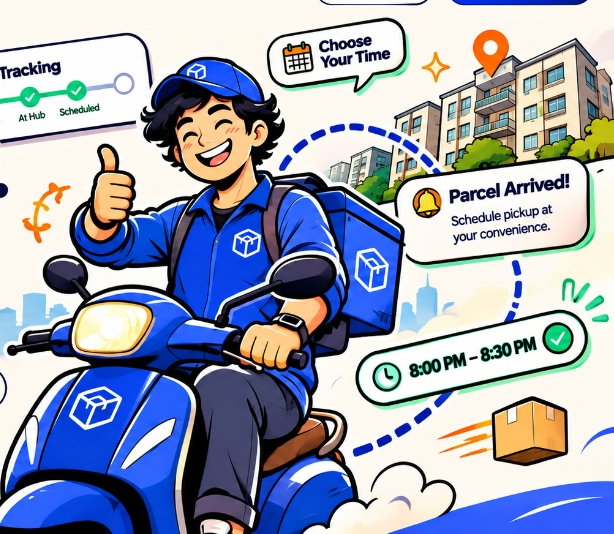 Tracking
At Hub
Scheduled
Choose
Your Time
Parcel Arrived!
Schedule pickup at
your convenience.
8:00 PM – 8:30 PM